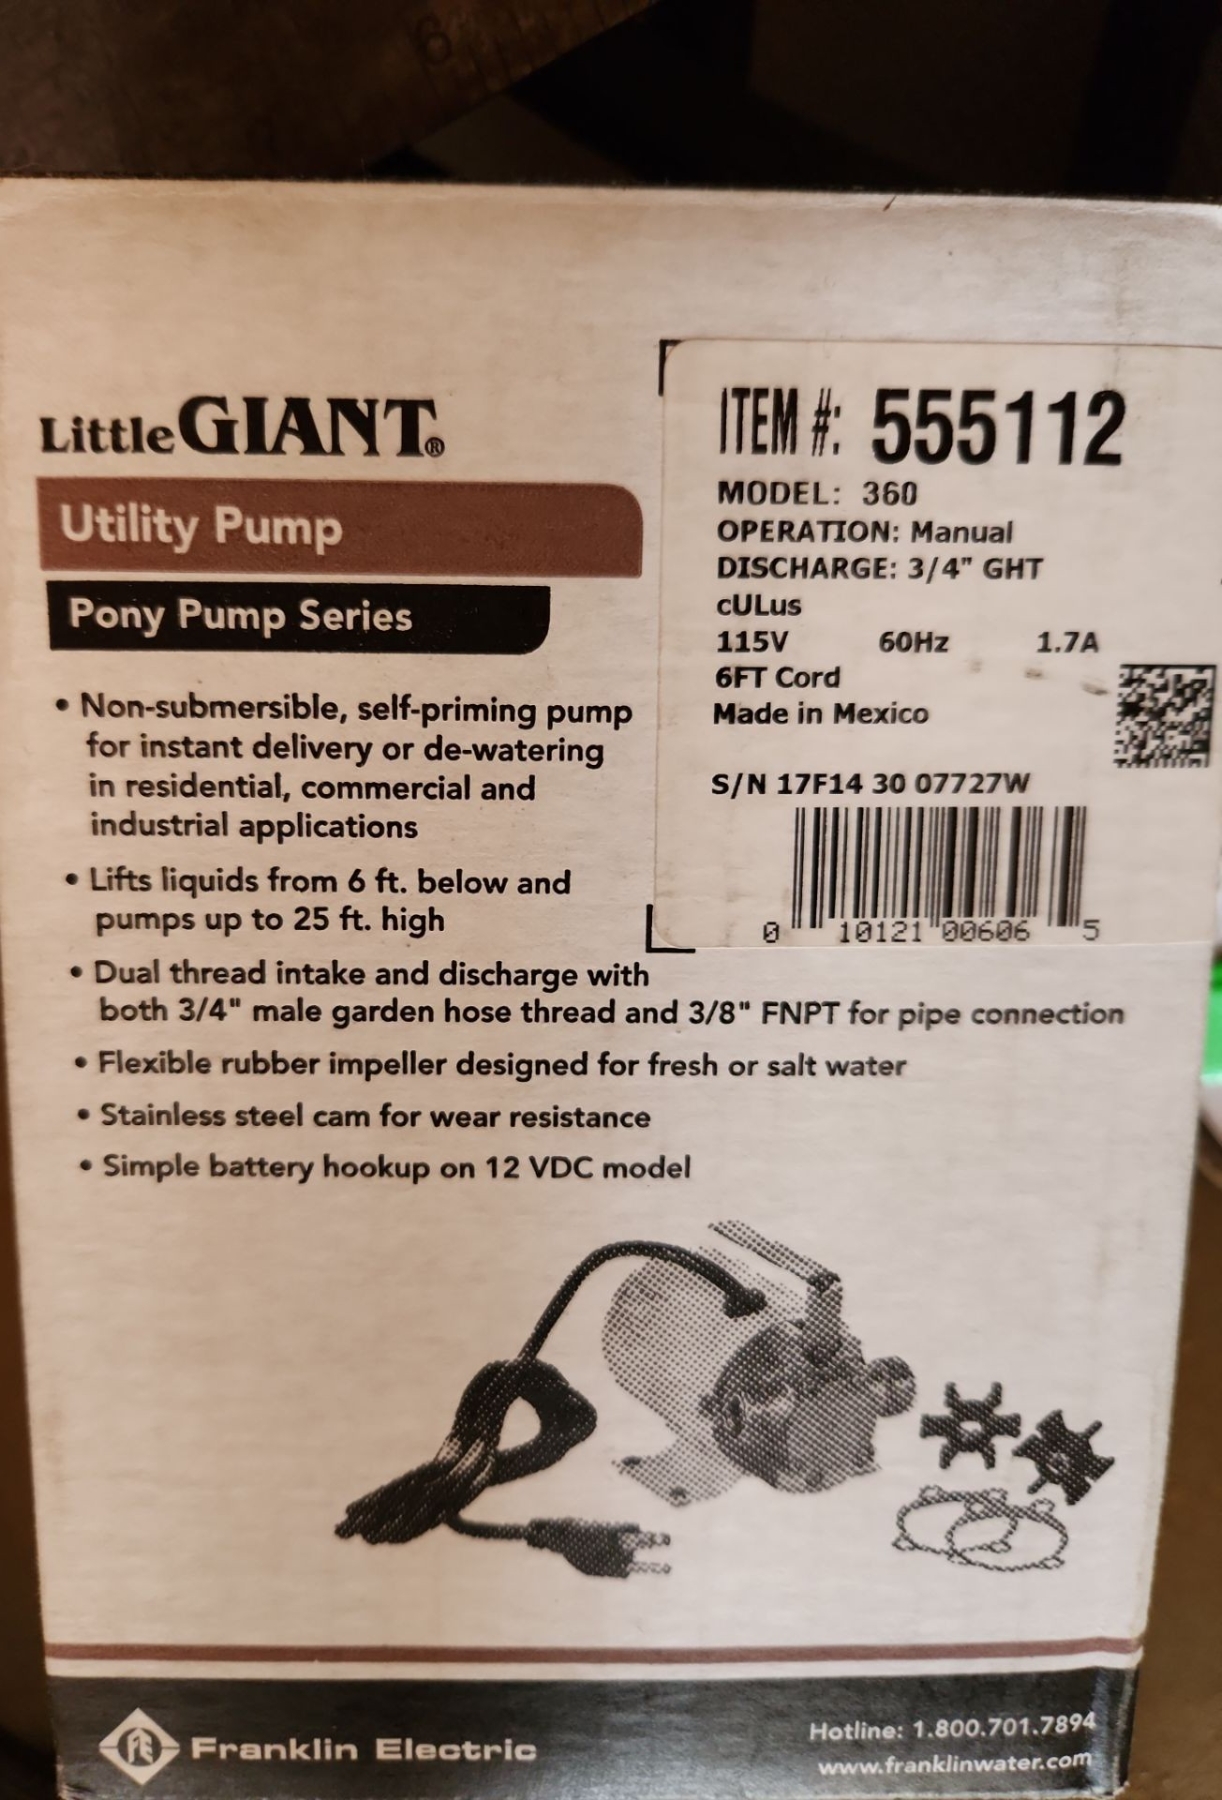 LittleGIANT®
Utility Pump
Pony Pump Series
• Non-submersible, self-priming pump
for instant delivery or de-watering
in residential, commercial and
industrial applications
• Lifts liquids from 6 ft. below and
pumps up to 25 ft. high
• Dual thread intake and discharge with
both 3/4" male garden hose thread and 3/8" FNPT for pipe connection
• Flexible rubber impeller designed for fresh or salt water
• Stainless steel cam for wear resistance
• Simple battery hookup on 12 VDC model
ITEM #: 555112
MODEL: 360
OPERATION: Manual
DISCHARGE: 3/4" GHT
cULus
115V 60Hz 1.7A
6FT Cord
Made in Mexico
S/N 17F14 30 07727W
0 10121 00606 5
FE Franklin Electric
Hotline: 1.800.701.7894
www.franklinwater.com